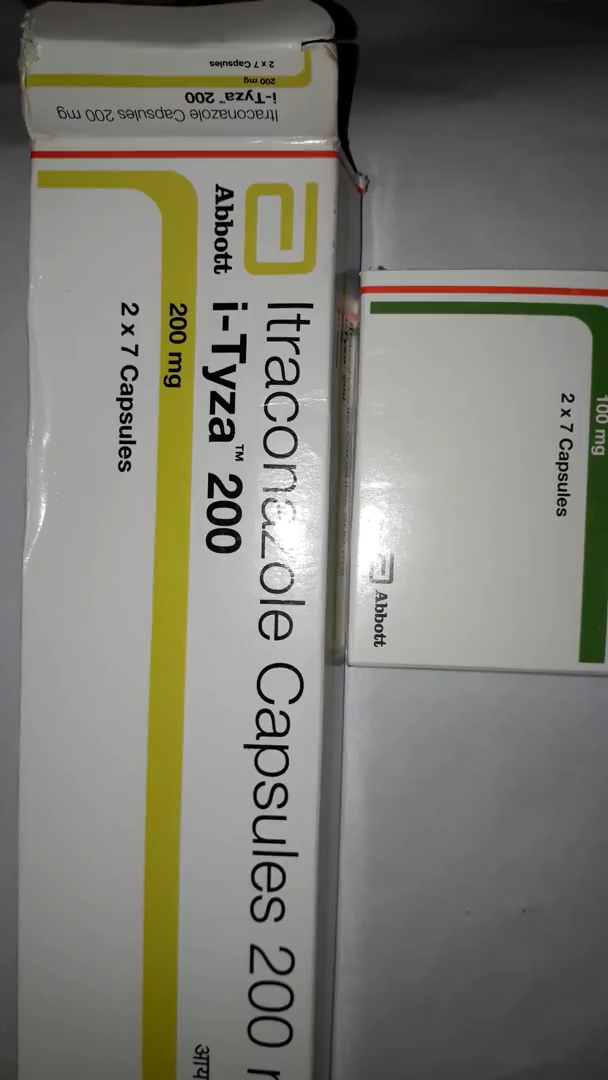 Itraconazole Capsules 200 mg
i-Tyza™ 200
200 mg
2 x 7 Capsules
Abbott
Itraconazole Capsules 200
i-Tyza™ 200
200 mg
2 x 7 Capsules
100 mg
2 x 7 Capsules
Abbott